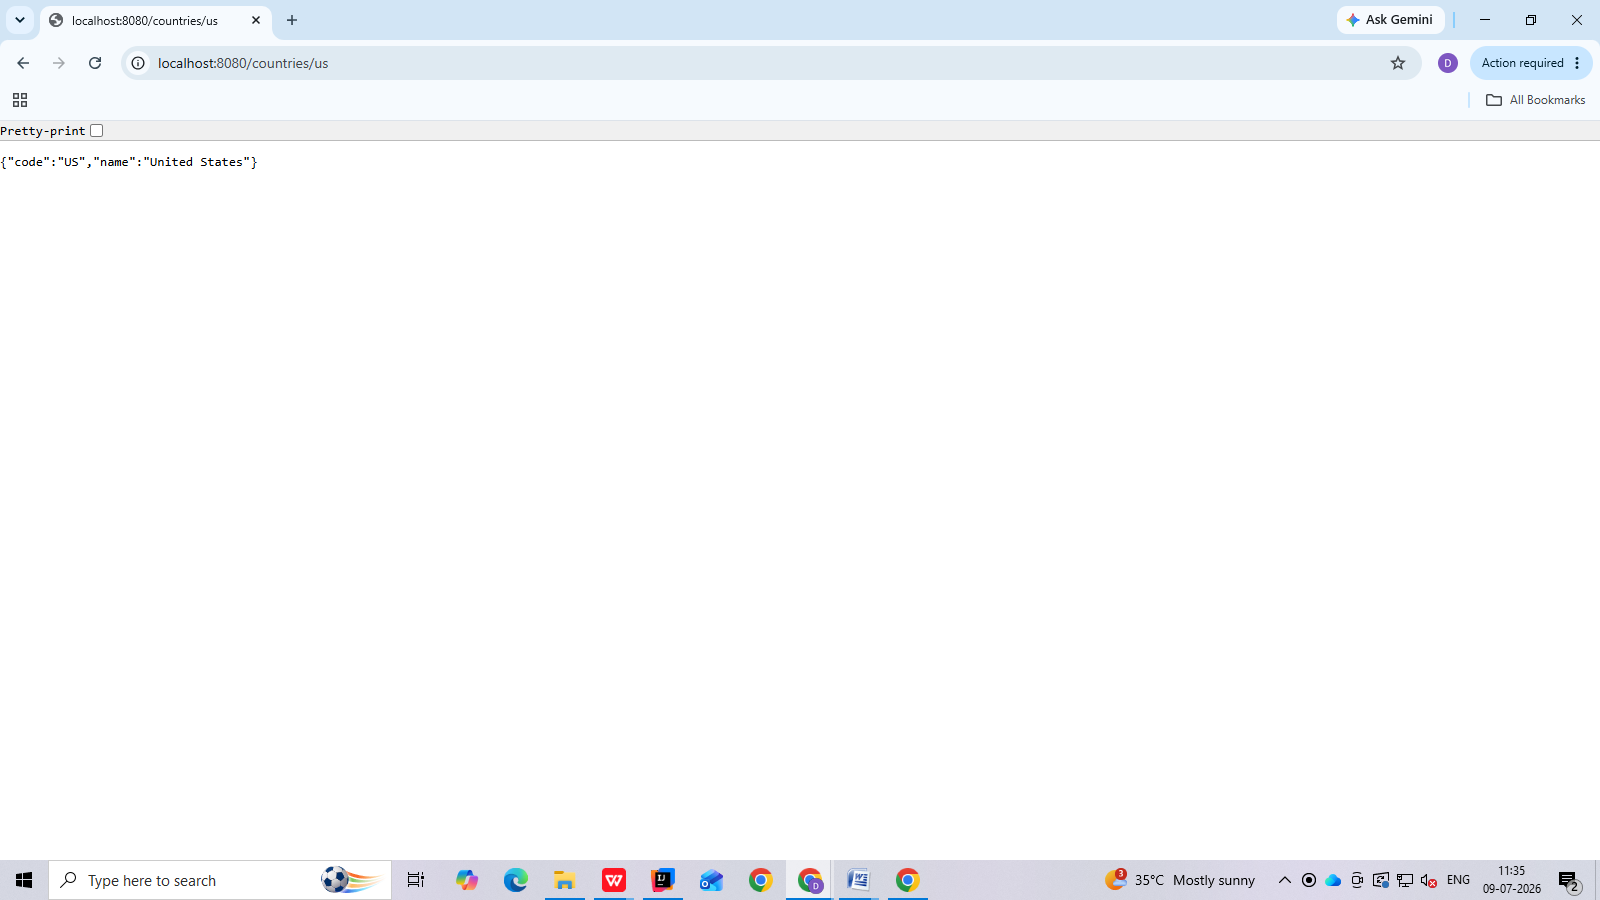 localhost:8080/countries/us
Ask Gemini
localhost:8080/countries/us
D
Action required
All Bookmarks
Pretty-print
{"code":"US","name":"United States"}
Type here to search
W
IJ
O
D
W
3
35°C Mostly sunny
ENG
11:35
09-07-2026
2